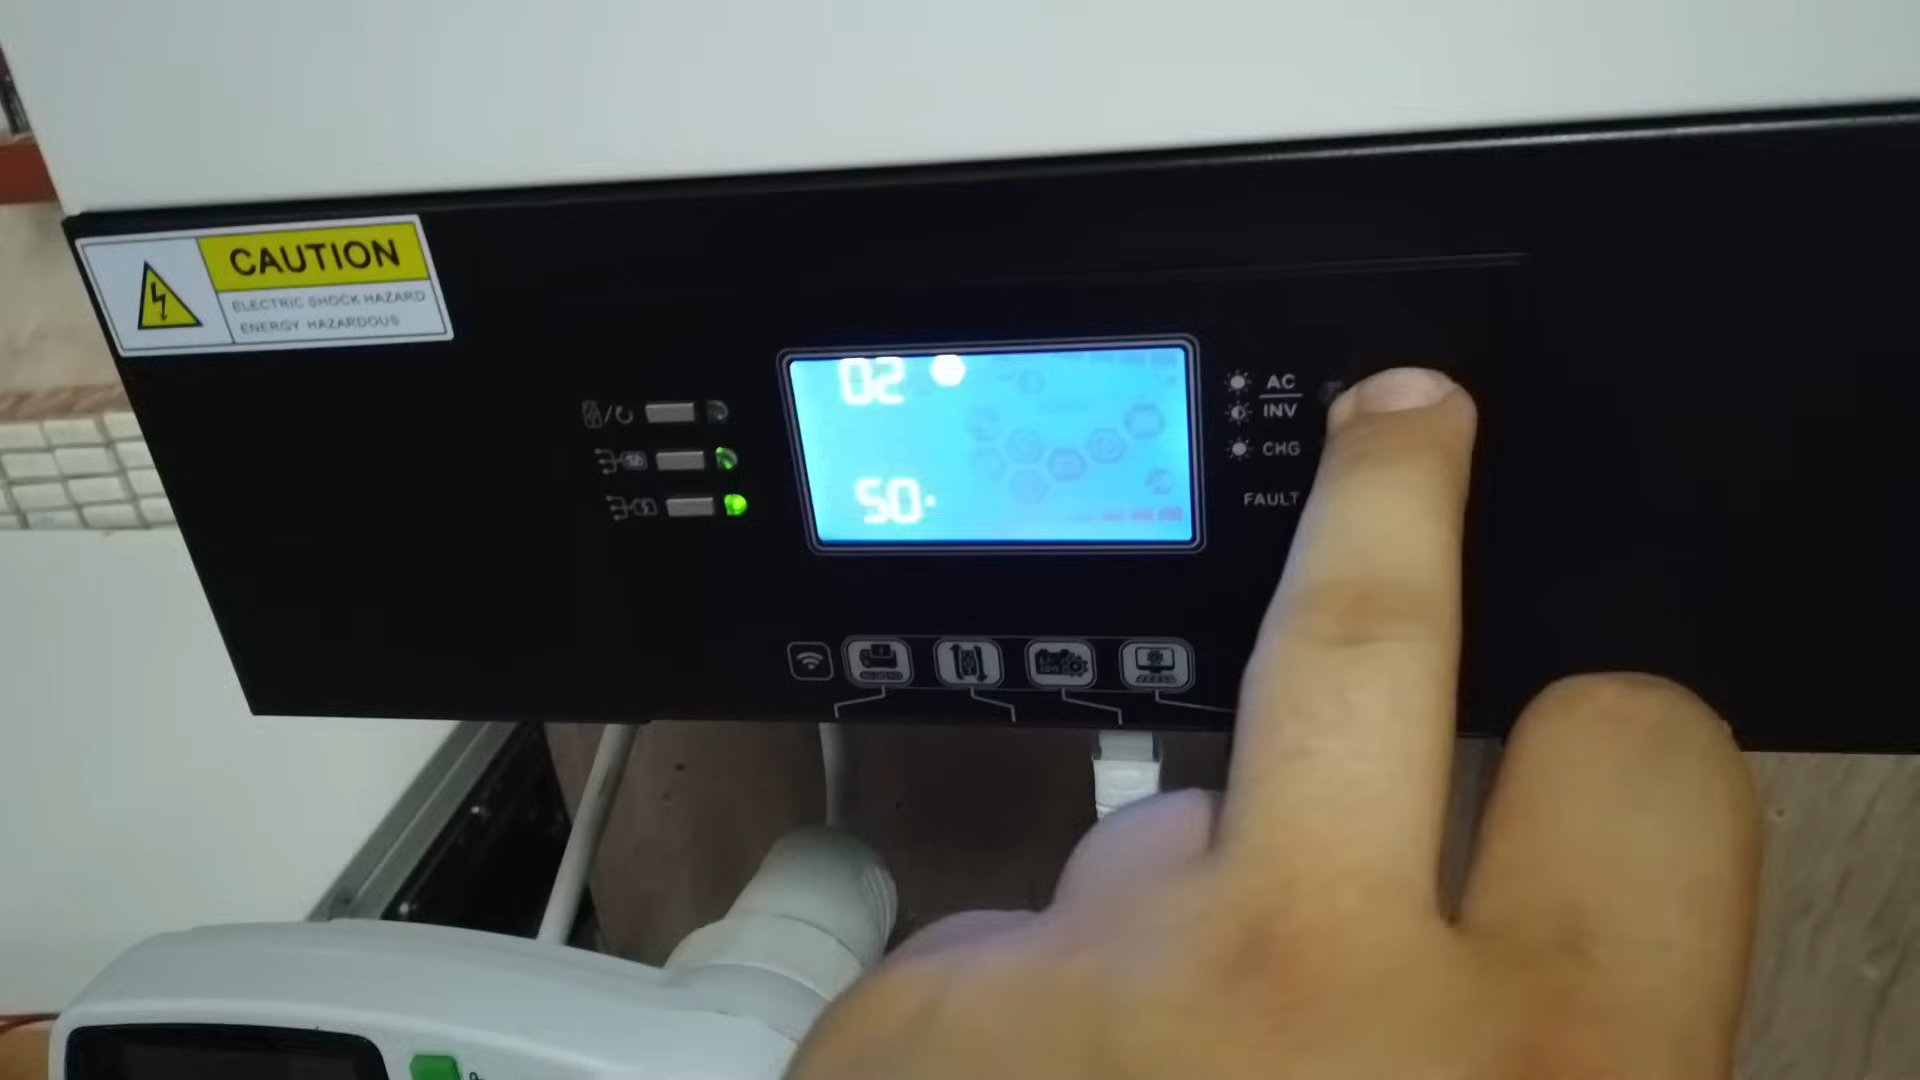 CAUTION
ELECTRIC SHOCK HAZARD
ENERGY HAZARDOUS
02
50
AC
INV
CHG
FAULT